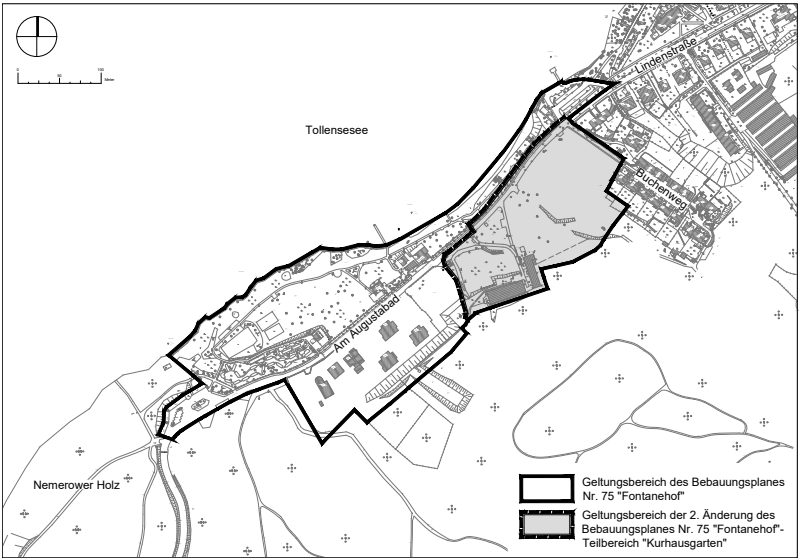 0 50 100
Meter
Tollensesee
Lindenstraße
Buchenweg
Am Augustabad
Nemerower Holz
Geltungsbereich des Bebauungsplanes
Nr. 75 "Fontanehof"
Geltungsbereich der 2. Änderung des
Bebauungsplanes Nr. 75 "Fontanehof"-
Teilbereich "Kurhausgarten"